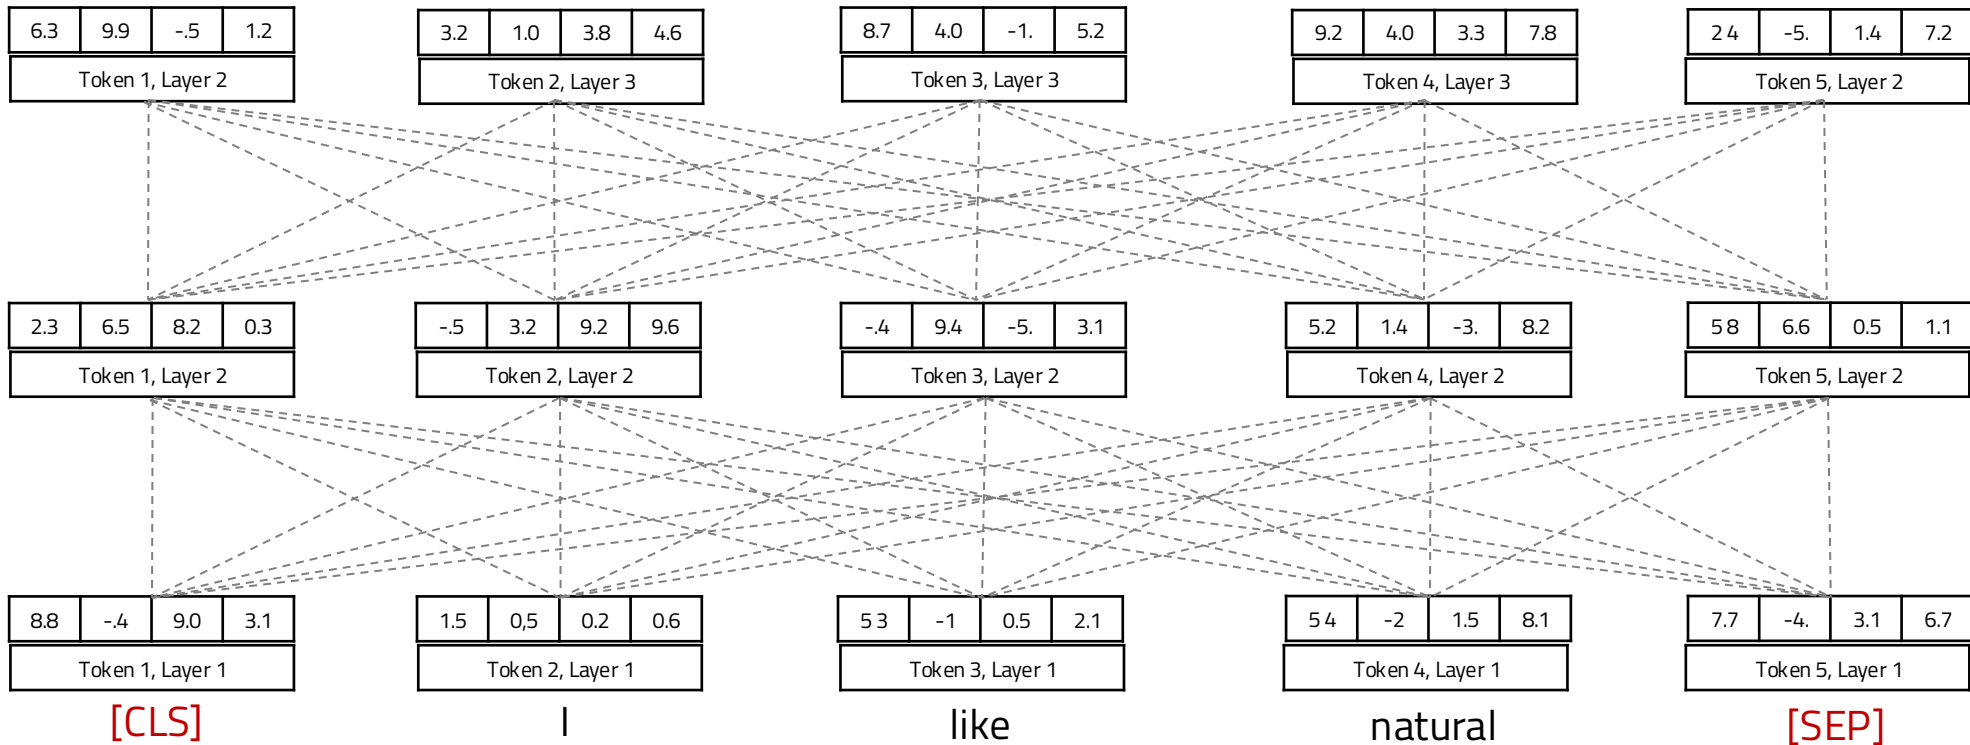 6.3 9.9 -.5 1.2
3.2 1.0 3.8 4.6
8.7 4.0 -1. 5.2
9.2 4.0 3.3 7.8
2 4 -5. 1.4 7.2
Token 1, Layer 2
Token 2, Layer 3
Token 3, Layer 3
Token 4, Layer 3
Token 5, Layer 2
2.3 6.5 8.2 0.3
-.5 3.2 9.2 9.6
-.4 9.4 -5. 3.1
5.2 1.4 -3. 8.2
5 8 6.6 0.5 1.1
Token 1, Layer 2
Token 2, Layer 2
Token 3, Layer 2
Token 4, Layer 2
Token 5, Layer 2
8.8 -.4 9.0 3.1
1.5 0,5 0.2 0.6
5 3 -1 0.5 2.1
5 4 -2 1.5 8.1
7.7 -4. 3.1 6.7
Token 1, Layer 1
Token 2, Layer 1
Token 3, Layer 1
Token 4, Layer 1
Token 5, Layer 1
[CLS]
I
like
natural
[SEP]